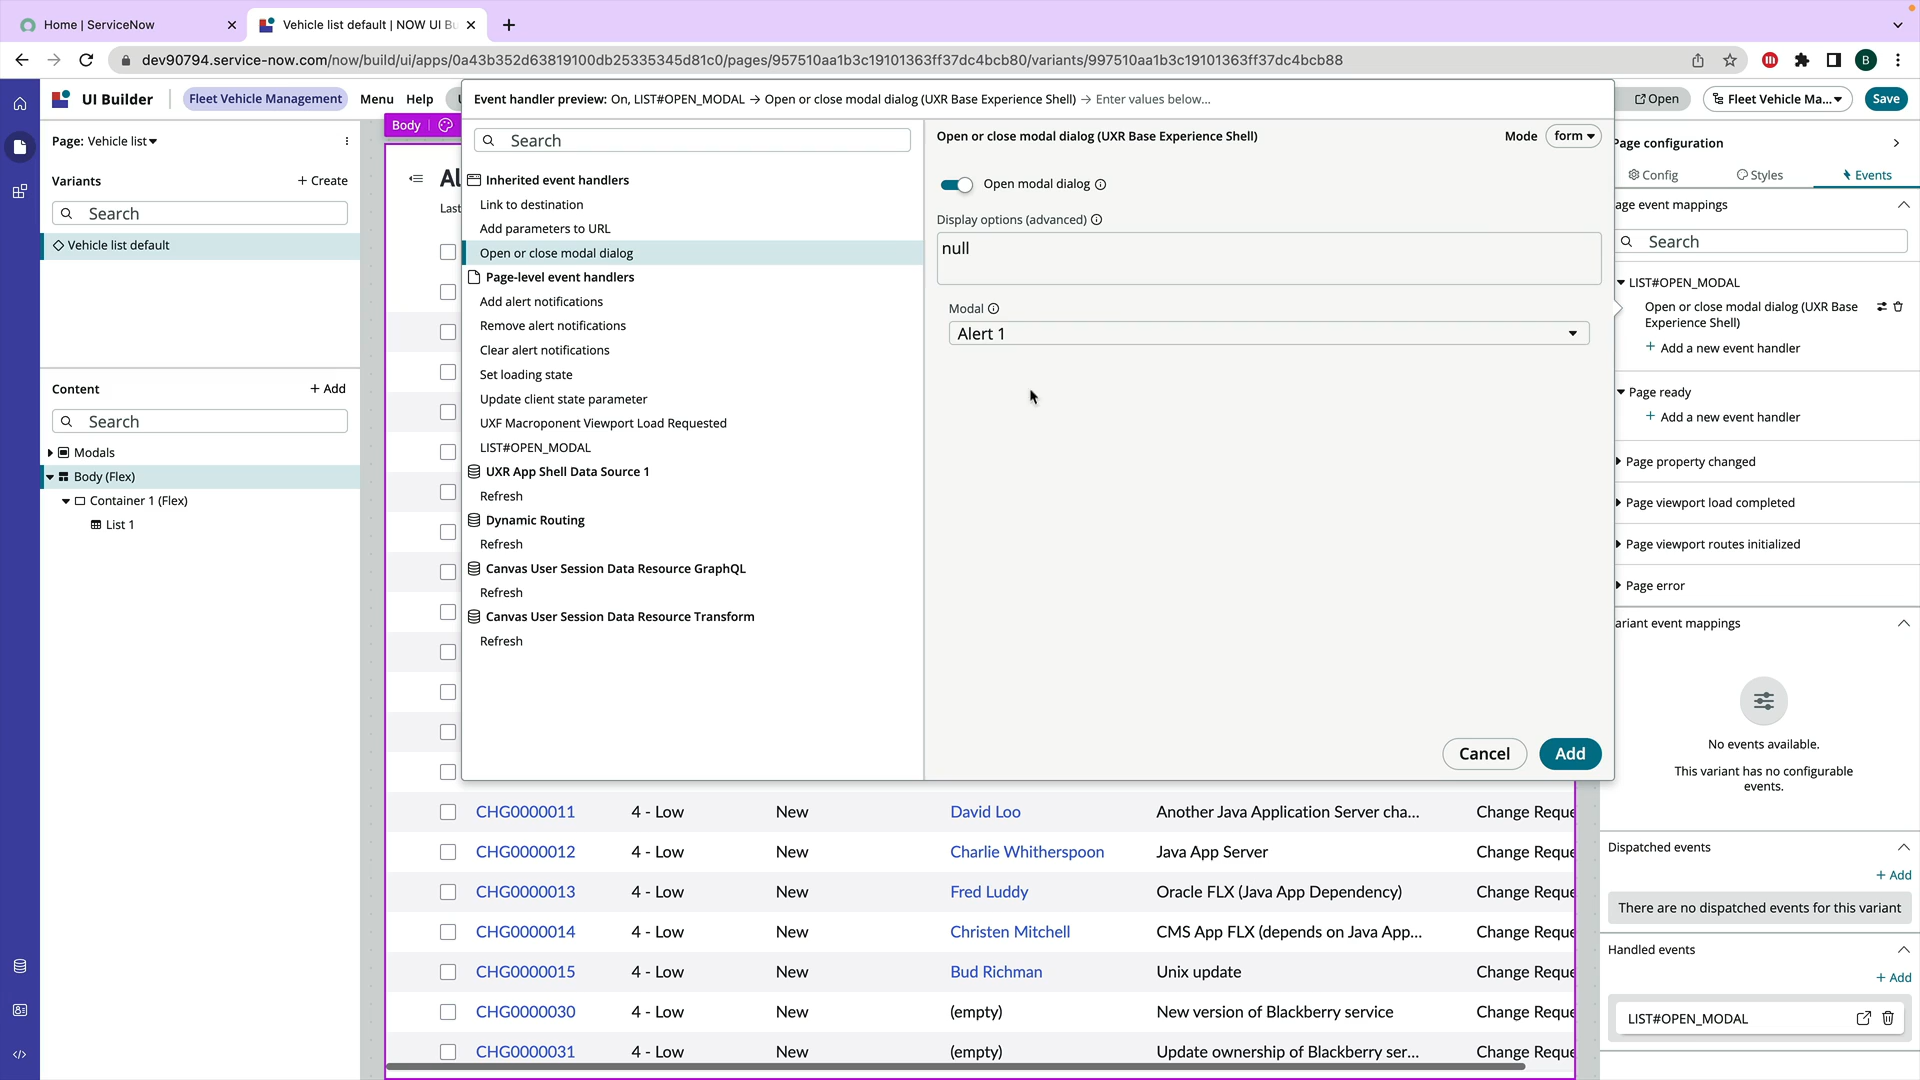 Home | ServiceNow
Vehicle list default | NOW UI Bu
dev90794.service-now.com/now/build/ui/apps/0a43b352d63819100db25335345d81c0/pages/957510aa1b3c19101363ff37dc4bcb80/variants/997510aa1b3c19101363ff37dc4bcb88
B
UI Builder
Fleet Vehicle Management
Menu
Help
Open
Fleet Vehicle Ma...
Save
Page: Vehicle list
Variants
+ Create
Search
Vehicle list default
Content
+ Add
Search
Modals
Body (Flex)
Container 1 (Flex)
List 1
Body
Al
Last
Event handler preview: On, LIST#OPEN_MODAL → Open or close modal dialog (UXR Base Experience Shell) → Enter values below...
Search
Inherited event handlers
Link to destination
Add parameters to URL
Open or close modal dialog
Page-level event handlers
Add alert notifications
Remove alert notifications
Clear alert notifications
Set loading state
Update client state parameter
UXF Macroponent Viewport Load Requested
LIST#OPEN_MODAL
UXR App Shell Data Source 1
Refresh
Dynamic Routing
Refresh
Canvas User Session Data Resource GraphQL
Refresh
Canvas User Session Data Resource Transform
Refresh
Open or close modal dialog (UXR Base Experience Shell)
Mode
form
Open modal dialog
Display options (advanced)
null
Modal
Alert 1
Cancel
Add
CHG0000011 4 - Low New David Loo Another Java Application Server cha... Change Reque
CHG0000012 4 - Low New Charlie Whitherspoon Java App Server Change Reque
CHG0000013 4 - Low New Fred Luddy Oracle FLX (Java App Dependency) Change Reque
CHG0000014 4 - Low New Christen Mitchell CMS App FLX (depends on Java App... Change Reque
CHG0000015 4 - Low New Bud Richman Unix update Change Reque
CHG0000030 4 - Low New (empty) New version of Blackberry service Change Reque
CHG0000031 4 - Low New (empty) Update ownership of Blackberry ser... Change Reque
Page configuration
Config
Styles
Events
age event mappings
Search
LIST#OPEN_MODAL
Open or close modal dialog (UXR Base
Experience Shell)
+ Add a new event handler
Page ready
+ Add a new event handler
Page property changed
Page viewport load completed
Page viewport routes initialized
Page error
ariant event mappings
No events available.
This variant has no configurable
events.
Dispatched events
+ Add
There are no dispatched events for this variant
Handled events
+ Add
LIST#OPEN_MODAL